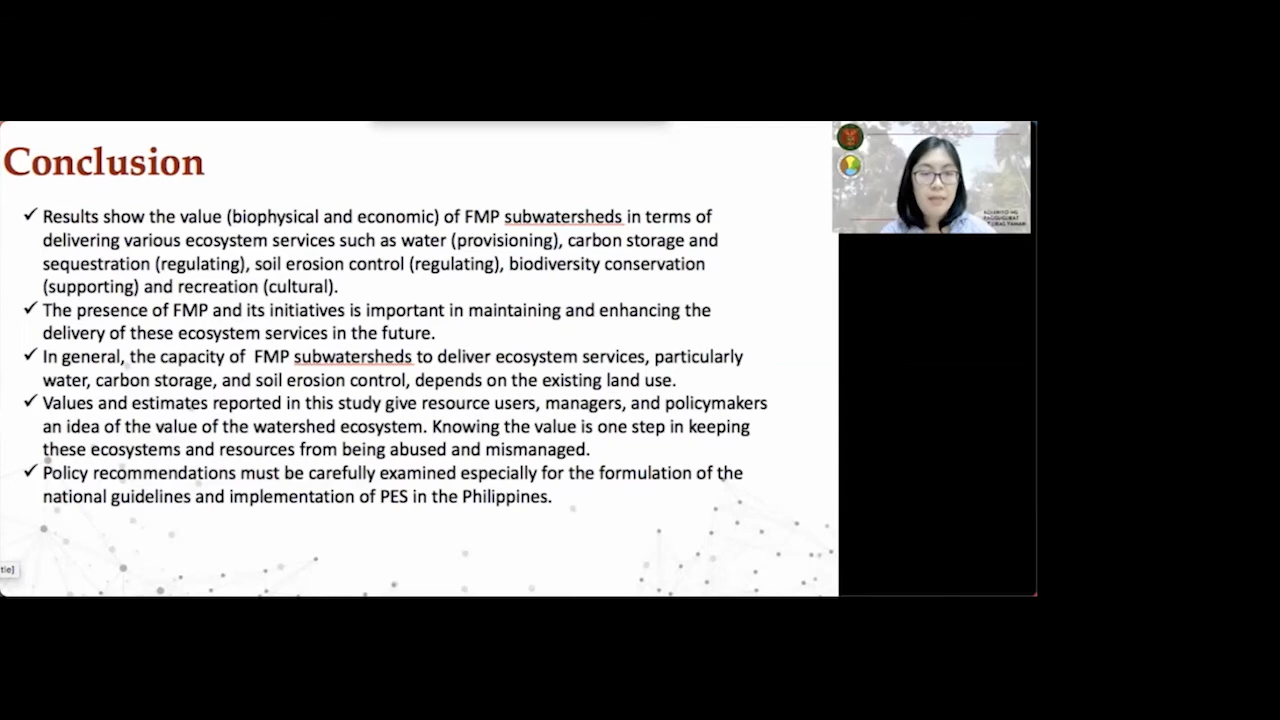 Conclusion
✓ Results show the value (biophysical and economic) of FMP subwatersheds in terms of
delivering various ecosystem services such as water (provisioning), carbon storage and
sequestration (regulating), soil erosion control (regulating), biodiversity conservation
(supporting) and recreation (cultural).
✓ The presence of FMP and its initiatives is important in maintaining and enhancing the
delivery of these ecosystem services in the future.
✓ In general, the capacity of FMP subwatersheds to deliver ecosystem services, particularly
water, carbon storage, and soil erosion control, depends on the existing land use.
✓ Values and estimates reported in this study give resource users, managers, and policymakers
an idea of the value of the watershed ecosystem. Knowing the value is one step in keeping
these ecosystems and resources from being abused and mismanaged.
✓ Policy recommendations must be carefully examined especially for the formulation of the
national guidelines and implementation of PES in the Philippines.
tle]